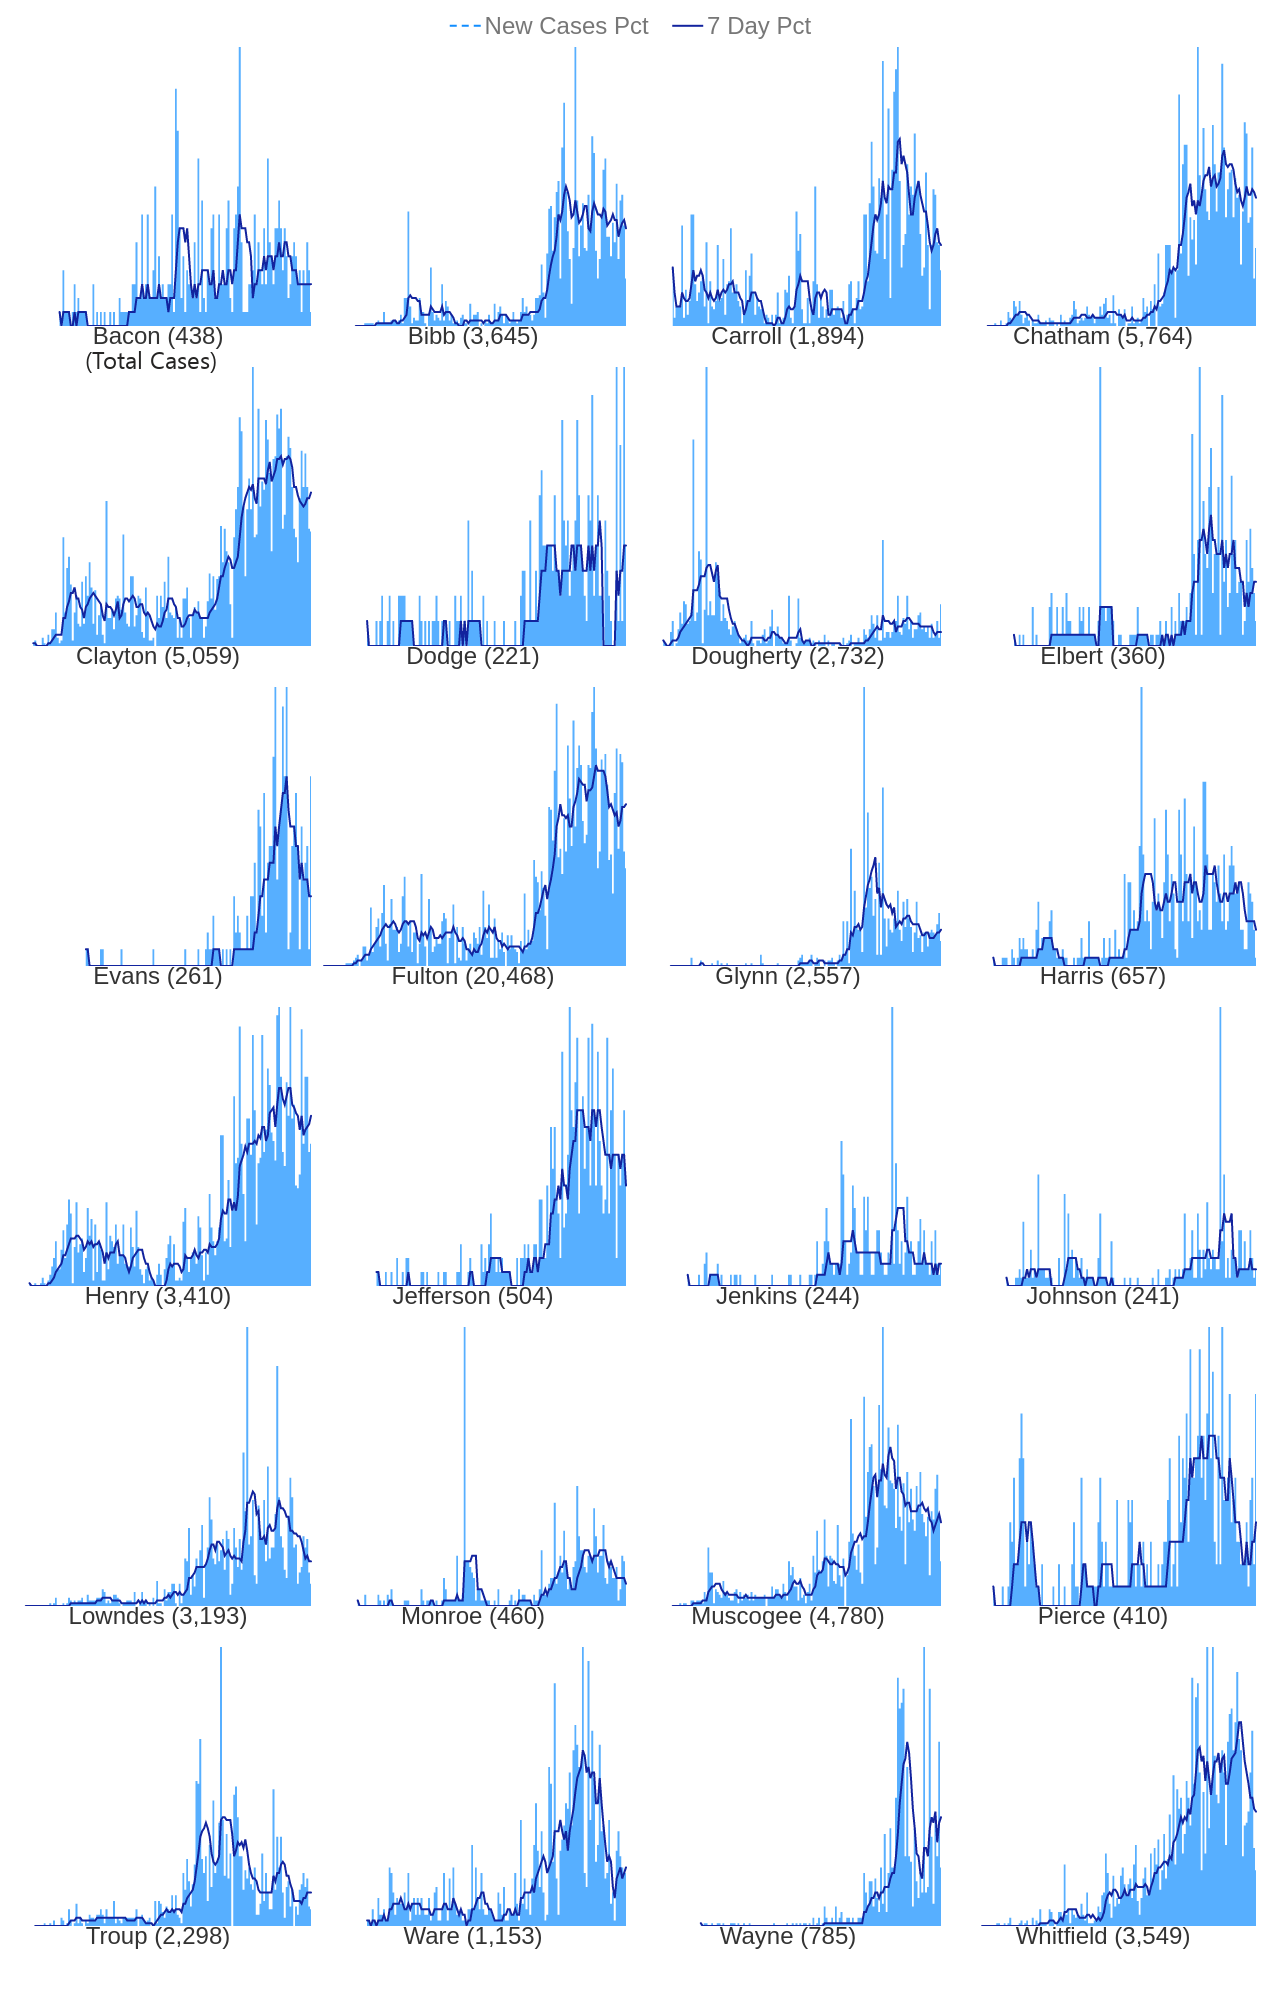 New Cases Pct 7 Day Pct
Bacon (438) Bibb (3,645) Carroll (1,894) Chatham (5,764)
(Total Cases)
Clayton (5,059) Dodge (221) Dougherty (2,732) Elbert (360)
Evans (261) Fulton (20,468) Glynn (2,557) Harris (657)
Henry (3,410) Jefferson (504) Jenkins (244) Johnson (241)
Lowndes (3,193) Monroe (460) Muscogee (4,780) Pierce (410)
Troup (2,298) Ware (1,153) Wayne (785) Whitfield (3,549)